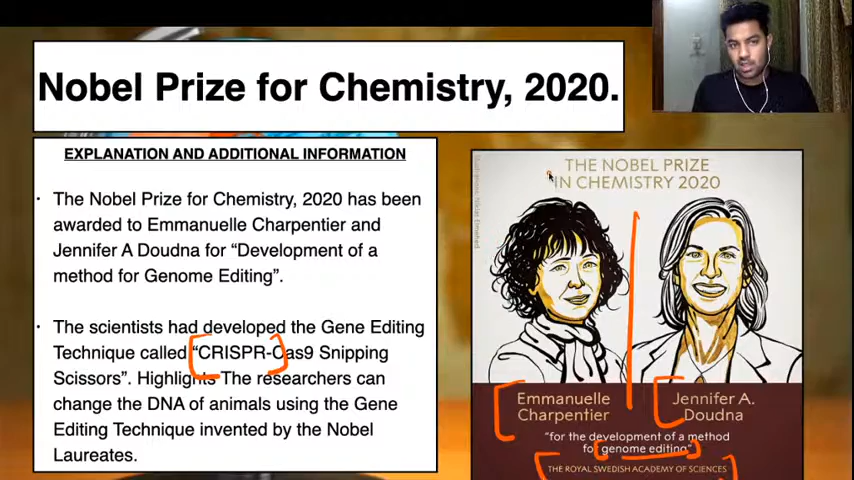 Nobel Prize for Chemistry, 2020.
EXPLANATION AND ADDITIONAL INFORMATION
· The Nobel Prize for Chemistry, 2020 has been
awarded to Emmanuelle Charpentier and
Jennifer A Doudna for “Development of a
method for Genome Editing”.
· The scientists had developed the Gene Editing
Technique called “CRISPR-Cas9 Snipping
Scissors”. Highlights The researchers can
change the DNA of animals using the Gene
Editing Technique invented by the Nobel
Laureates.
THE NOBEL PRIZE
IN CHEMISTRY 2020
Emmanuelle
Charpentier
Jennifer A.
Doudna
“for the development of a method
for genome editing”
THE ROYAL SWEDISH ACADEMY OF SCIENCES